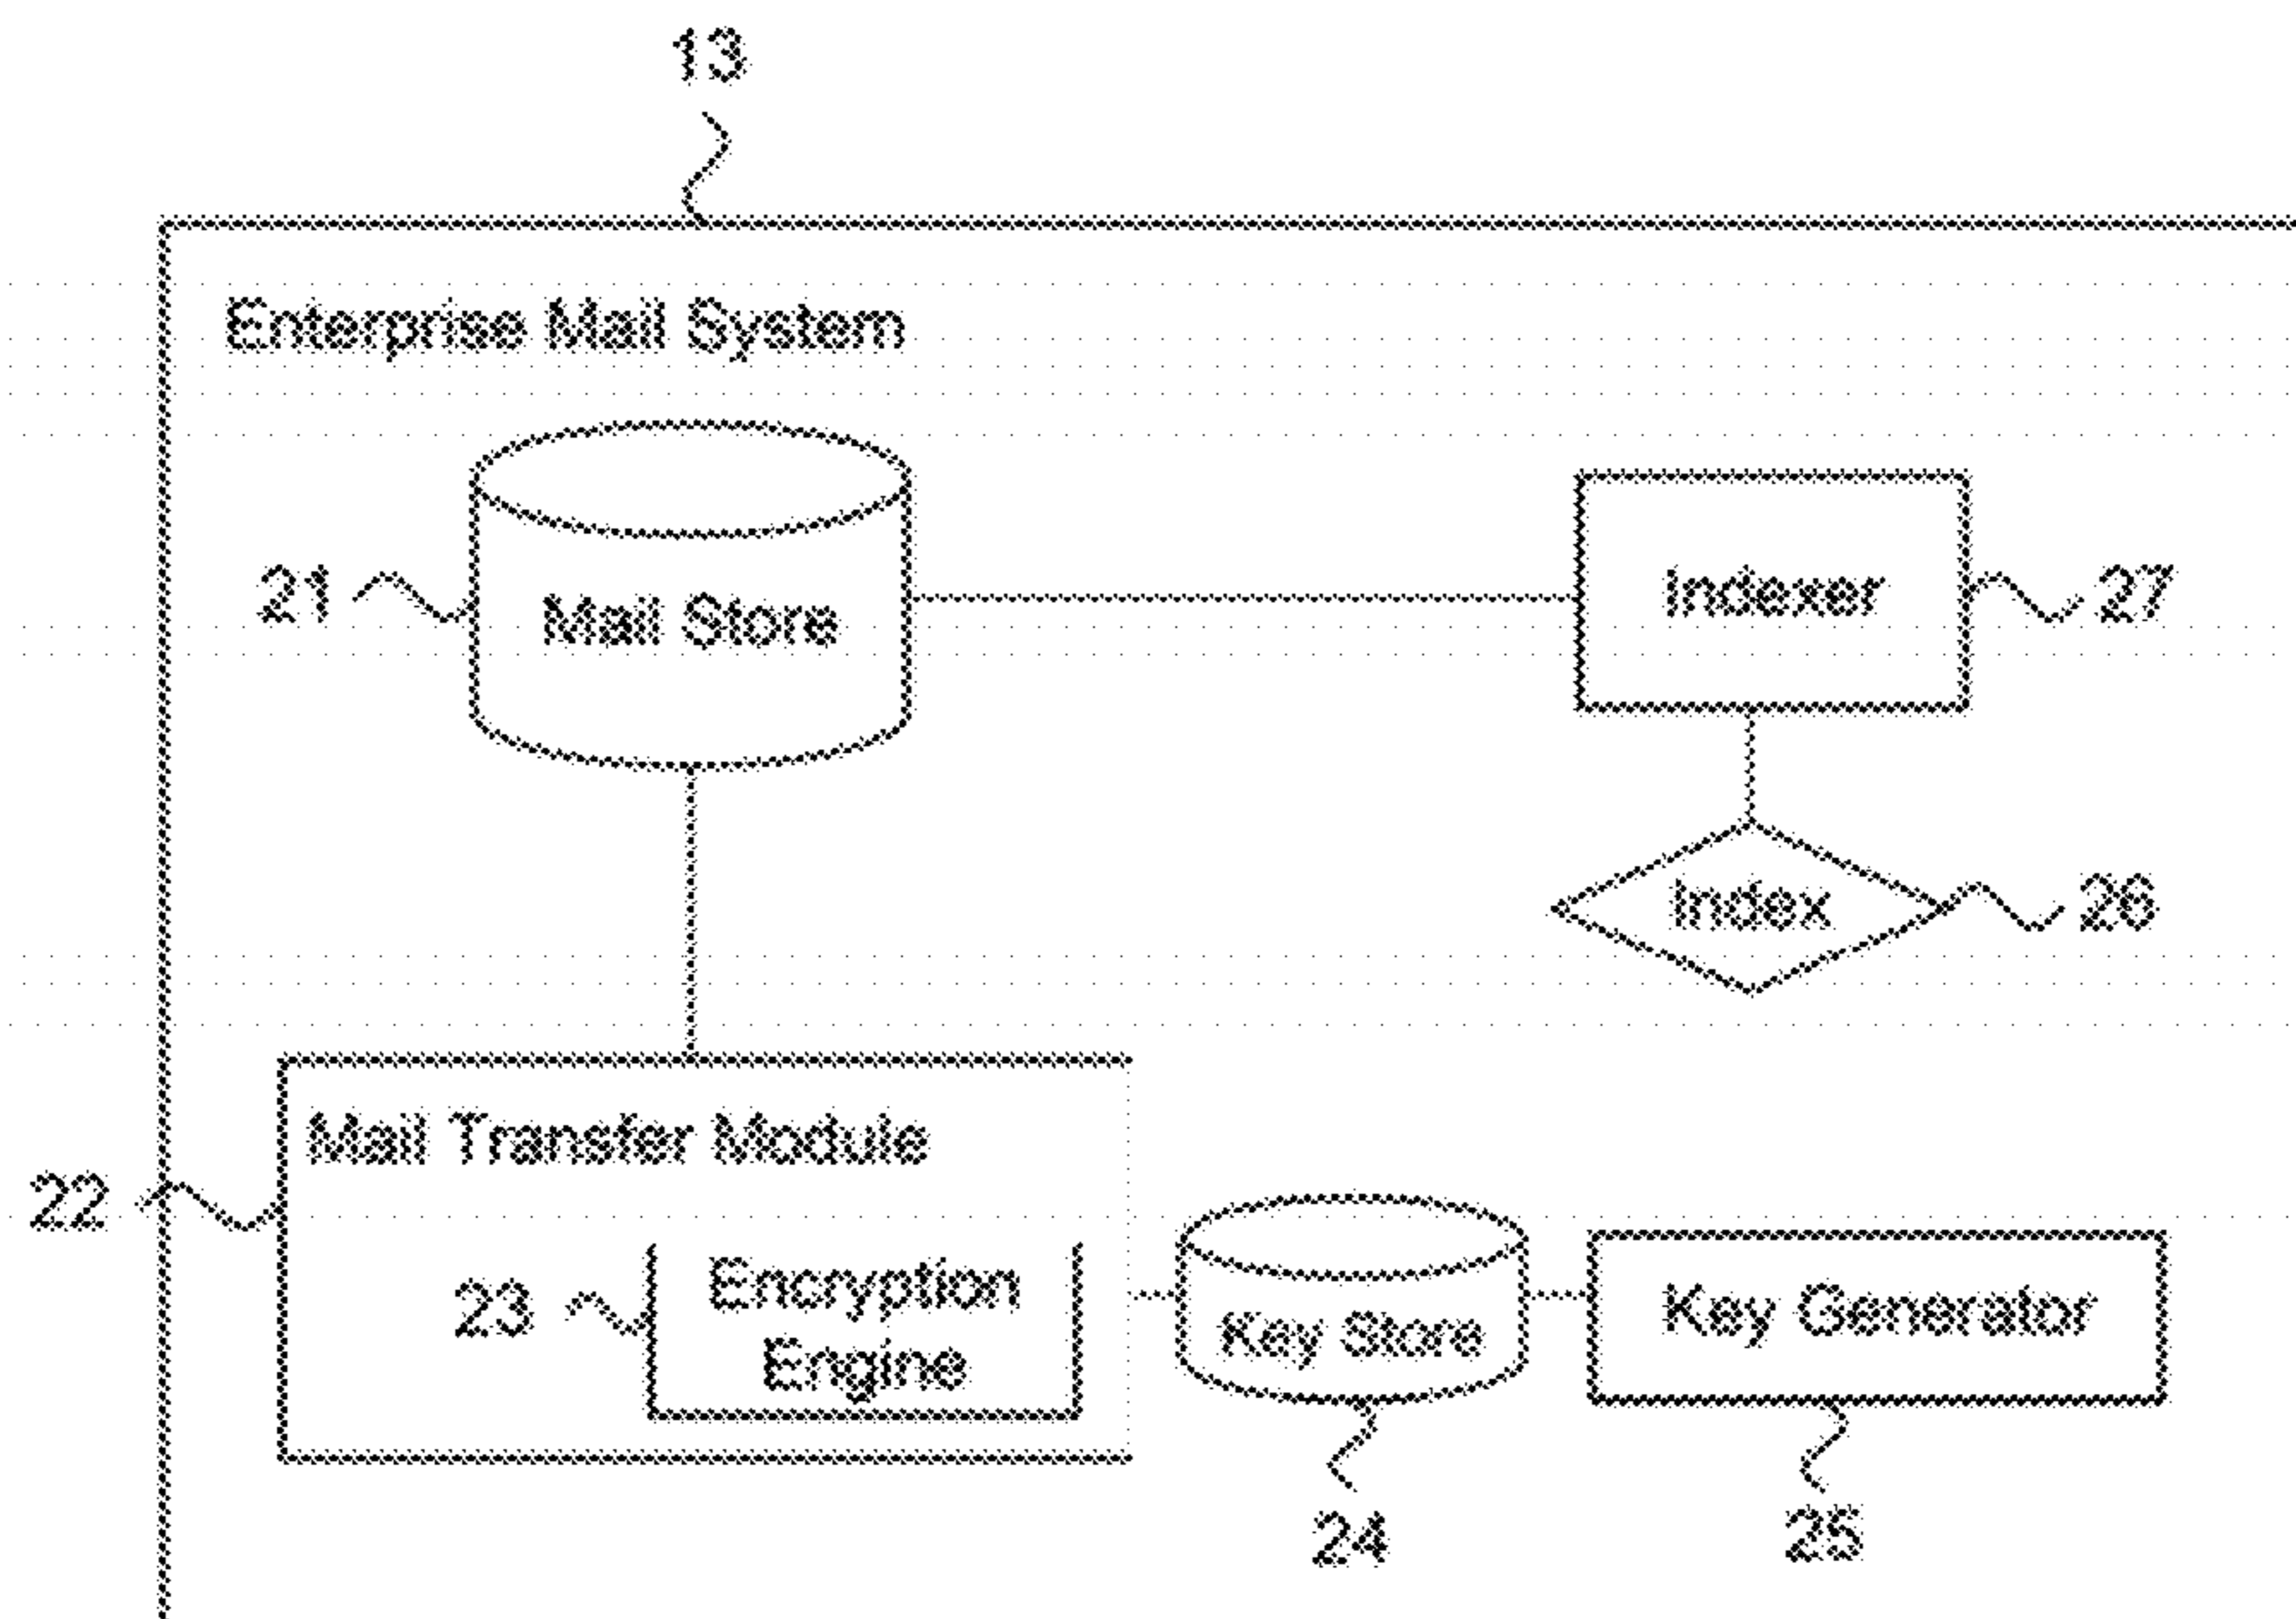 13
Enterprise Mail System
21
Mail Store
Indexer
27
Index
26
Mail Transfer Module
22
23
Encryption
Engine
Key Store
Key Generator
24
25